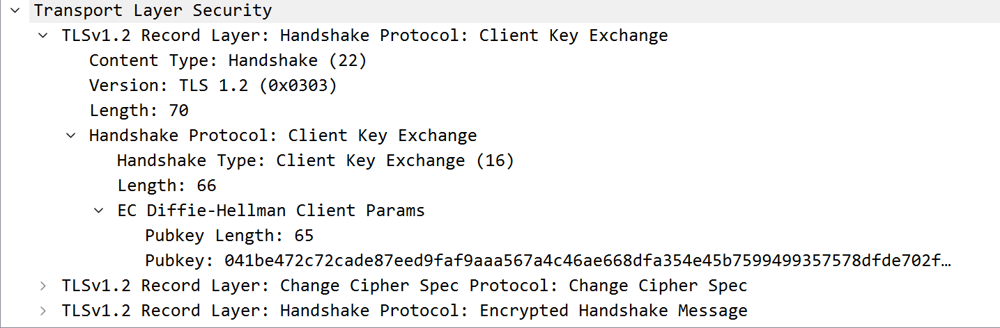 Transport Layer Security
TLSv1.2 Record Layer: Handshake Protocol: Client Key Exchange
Content Type: Handshake (22)
Version: TLS 1.2 (0x0303)
Length: 70
Handshake Protocol: Client Key Exchange
Handshake Type: Client Key Exchange (16)
Length: 66
EC Diffie-Hellman Client Params
Pubkey Length: 65
Pubkey: 041be472c72cade87eed9faf9aaa567a4c46ae668dfa354e45b7599499357578dfde702f…
TLSv1.2 Record Layer: Change Cipher Spec Protocol: Change Cipher Spec
TLSv1.2 Record Layer: Handshake Protocol: Encrypted Handshake Message